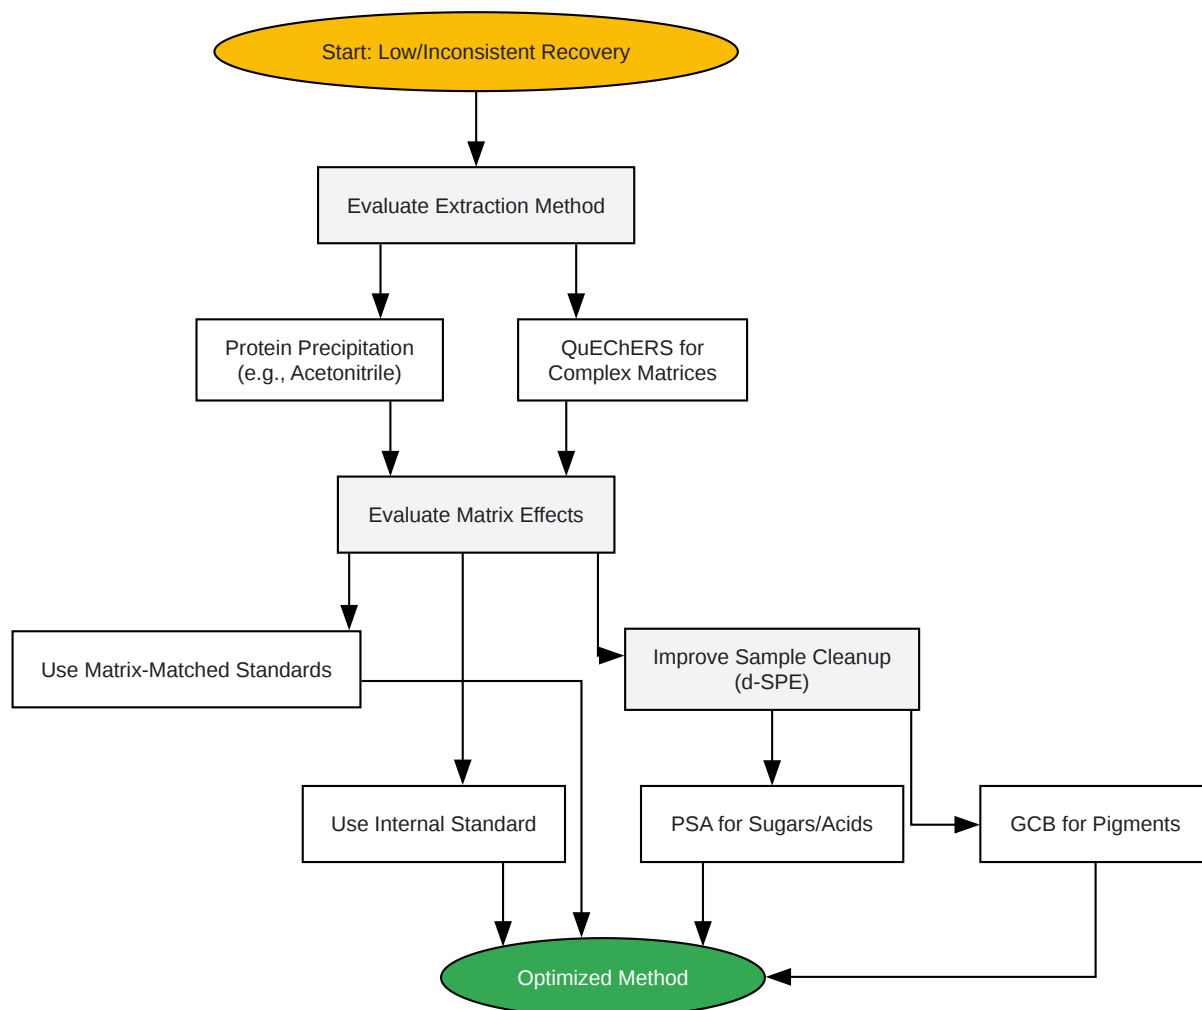 Start: Low/Inconsistent Recovery
Evaluate Extraction Method
Protein Precipitation
(e.g., Acetonitrile)
QuEChERS for
Complex Matrices
Evaluate Matrix Effects
Use Matrix-Matched Standards
Improve Sample Cleanup
(d-SPE)
Use Internal Standard
PSA for Sugars/Acids
GCB for Pigments
Optimized Method